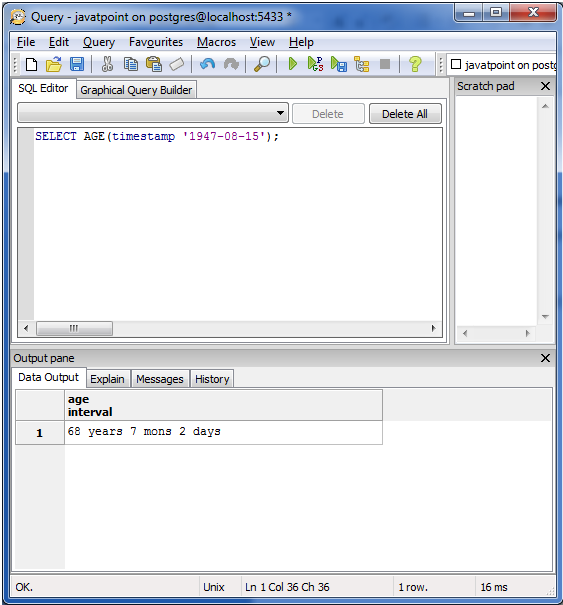 Query - javatpoint on postgres@localhost:5433 *
File Edit Query Favourites Macros View Help
javatpoint on postg
SQL Editor Graphical Query Builder
Scratch pad
Delete Delete All
SELECT AGE(timestamp '1947-08-15');
Output pane
Data Output Explain Messages History
age
interval
1 68 years 7 mons 2 days
OK. Unix Ln 1 Col 36 Ch 36 1 row. 16 ms